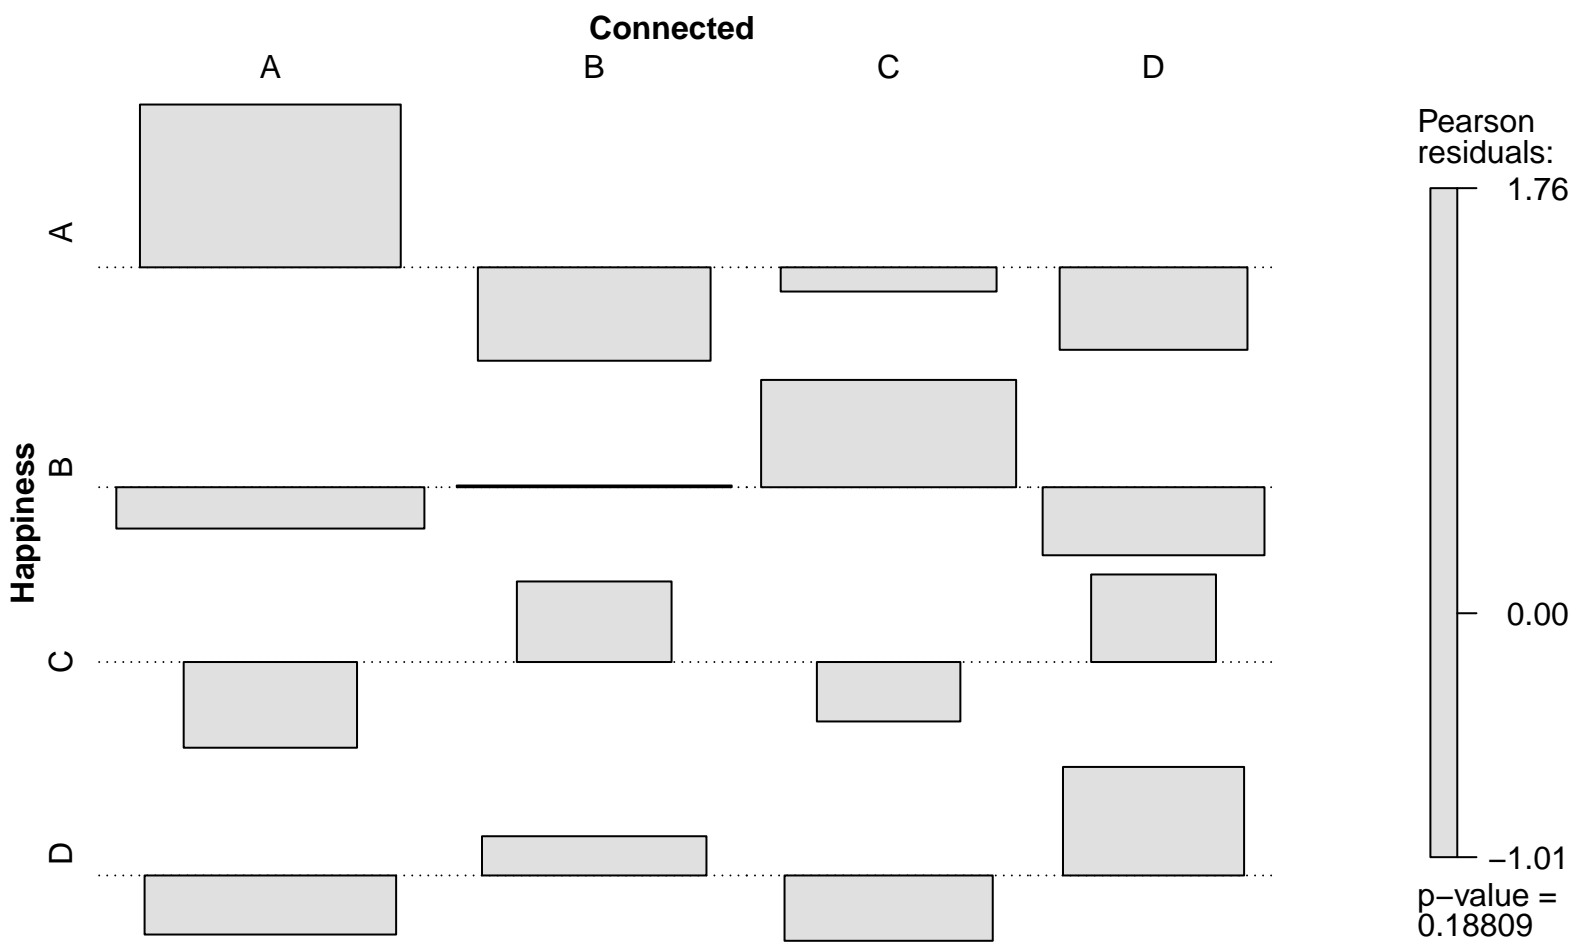 Connected
A B C D
Happiness
A
B
C
D
Pearson
residuals:
1.76
0.00
−1.01
p−value =
0.18809